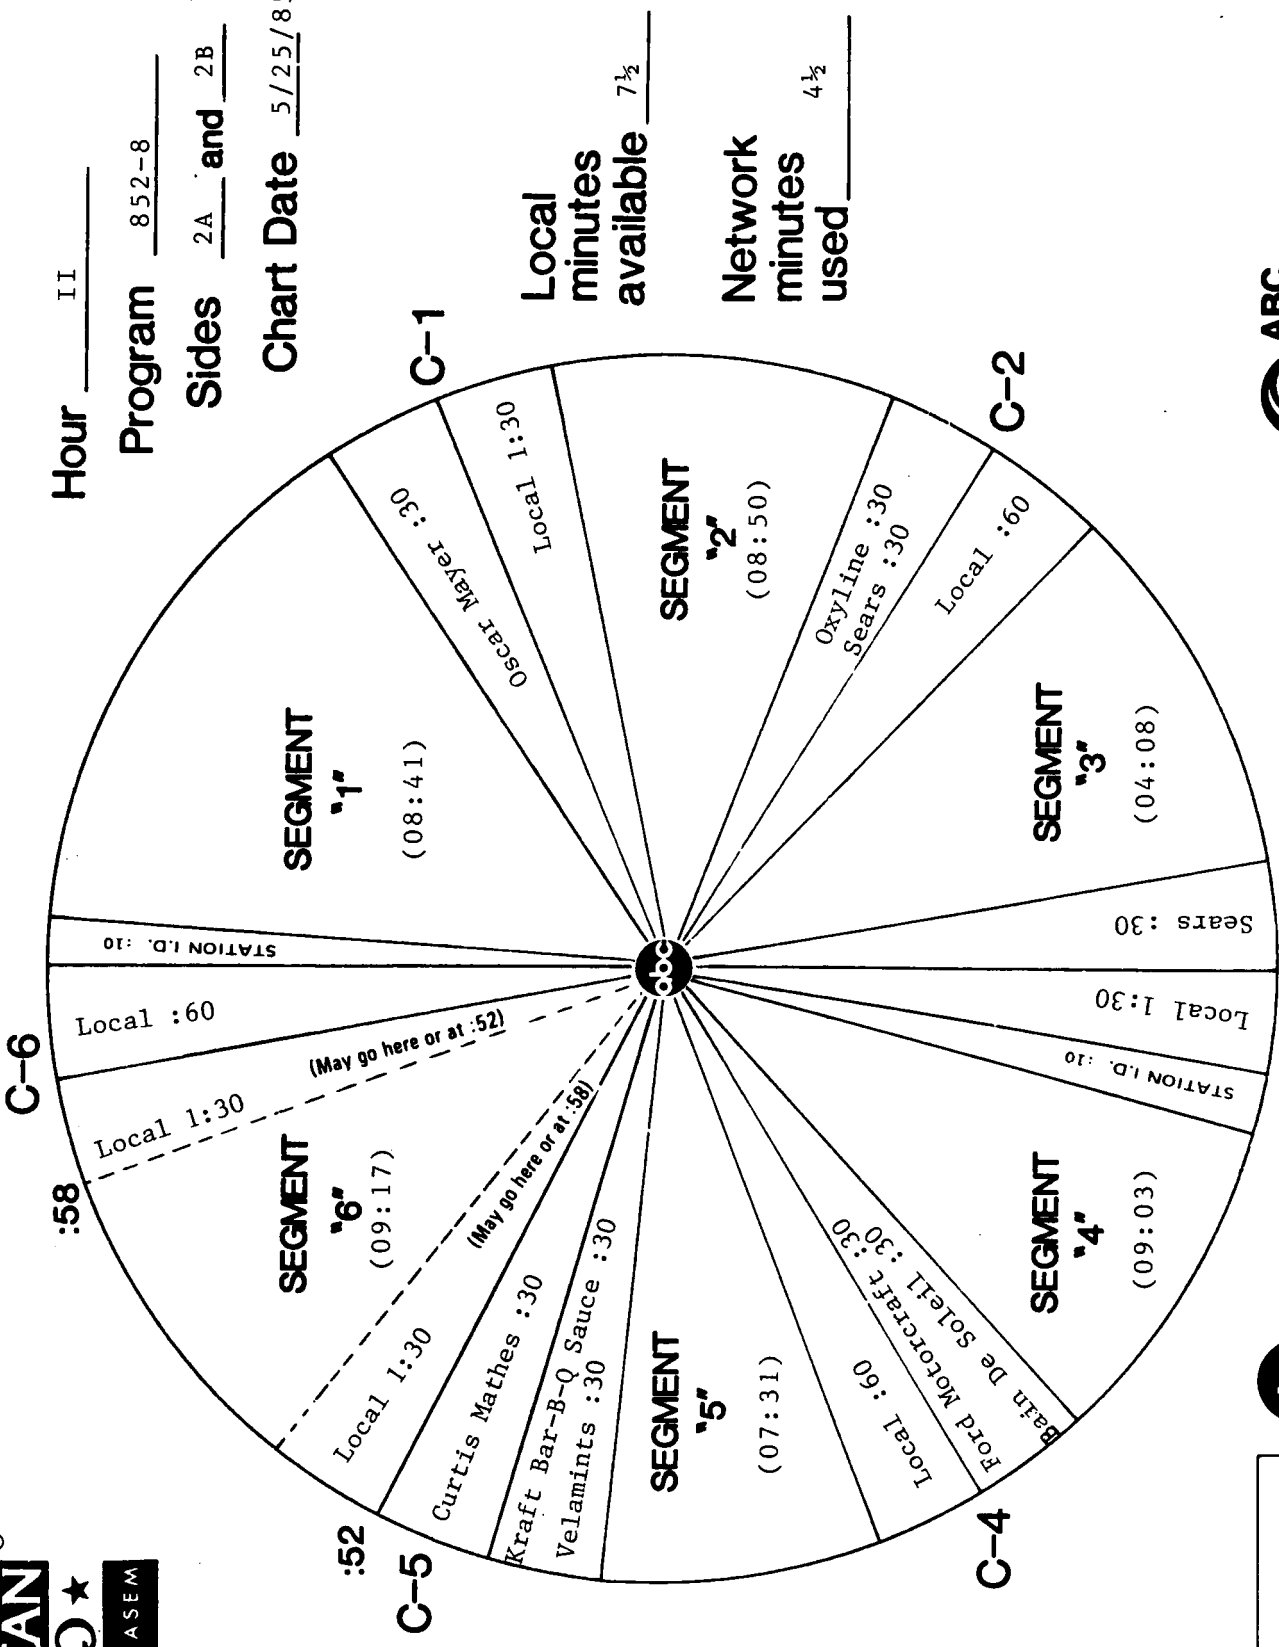 Hour II
Program 852-8
Sides 2A and 2B
Chart Date 5/25/8
Local
minutes
available 7½
Network
minutes
used 4½
STATION I.D. :10
SEGMENT
"1"
(08:41)
Oscar Mayer :30
C-1
Local 1:30
SEGMENT
"2"
(08:50)
Oxyline :30
Sears :30
C-2
Local :60
SEGMENT
"3"
(04:08)
Sears :30
Local 1:30
STATION I.D. :10
SEGMENT
"4"
(09:03)
Bain De Soleil :30
Ford Motorcraft :30
C-4
Local :60
SEGMENT
"5"
(07:31)
Velamints :30
Kraft Bar-B-Q Sauce :30
C-5
Curtis Mathes :30
:52
Local 1:30
(May go here or at :58)
SEGMENT
"6"
(09:17)
:58
(May go here or at :52)
Local 1:30
C-6
Local :60
abc
ABC
ASEM